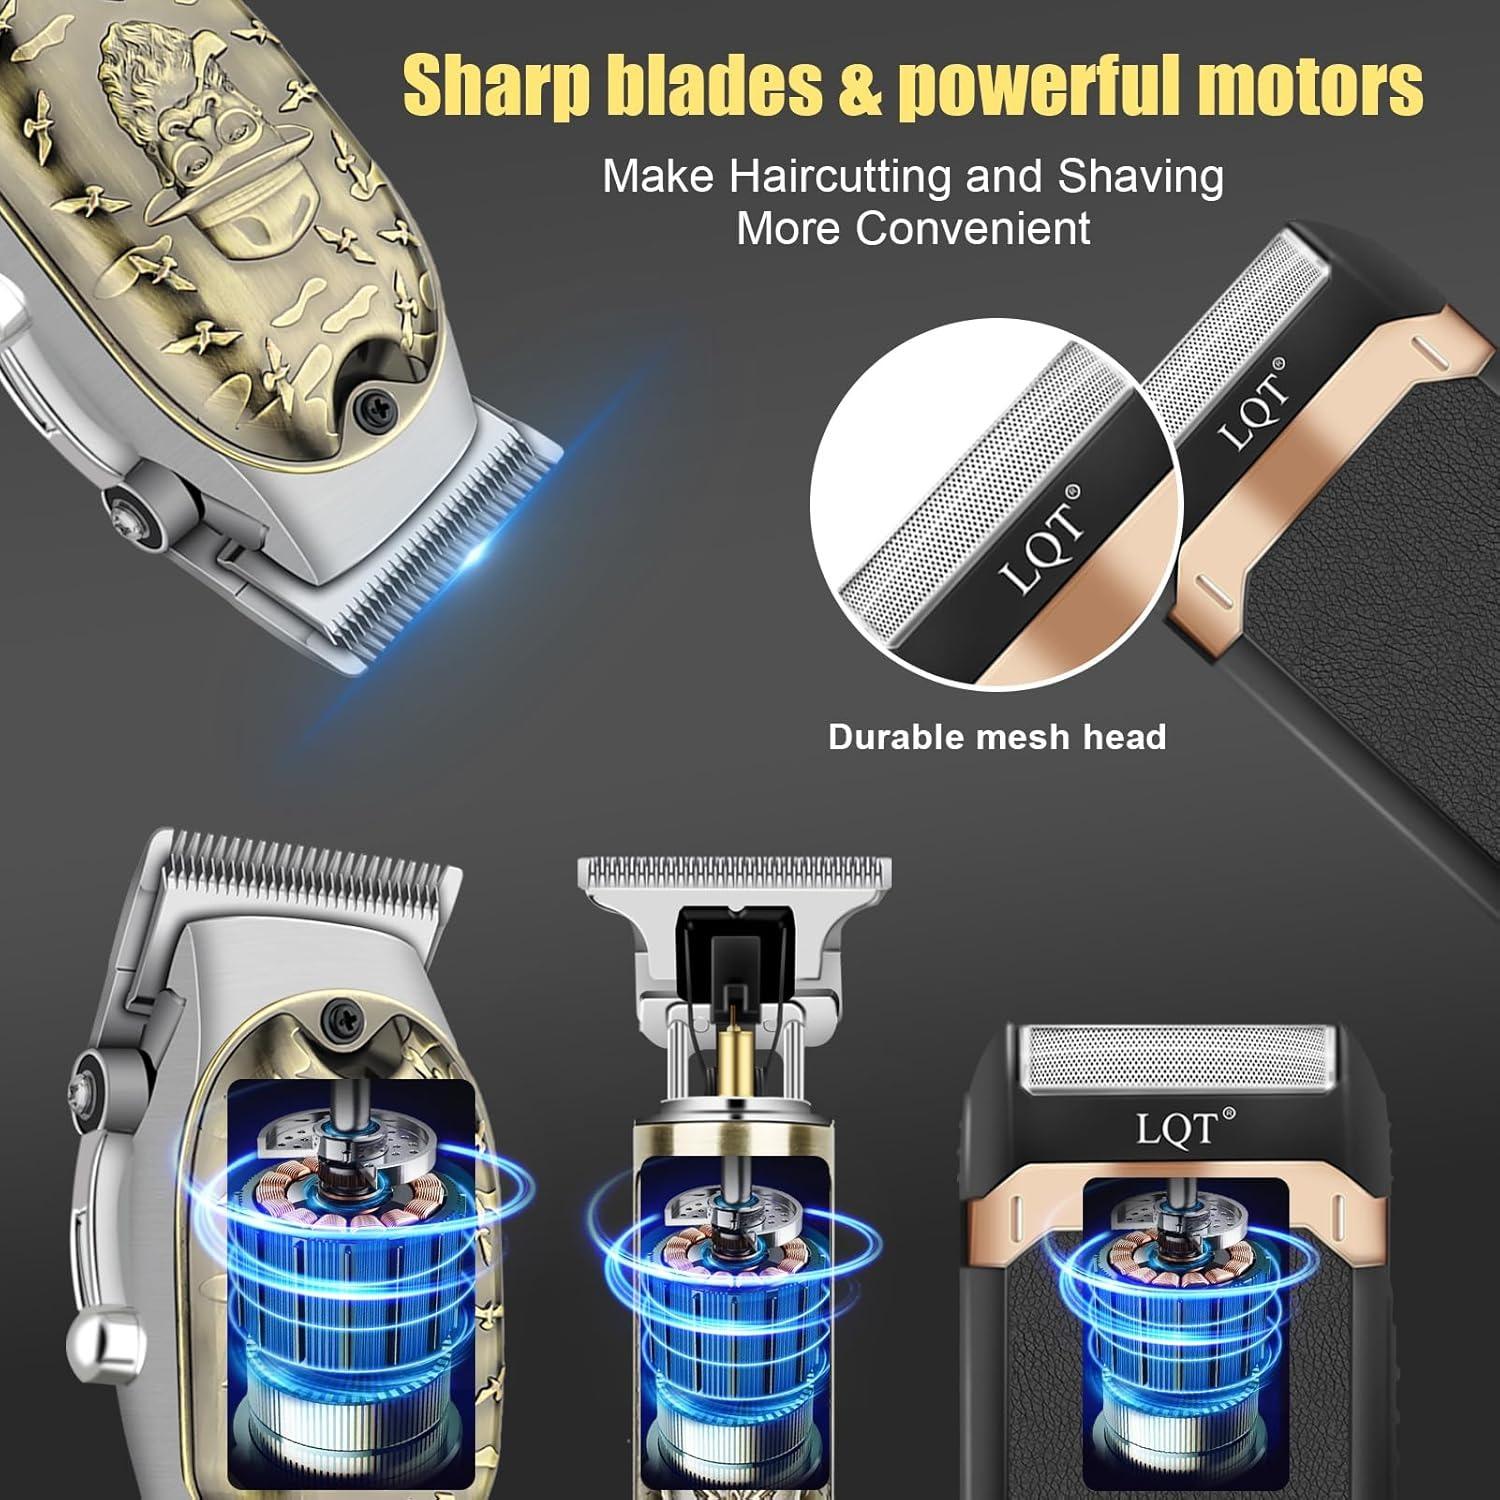 Sharp blades & powerful motors
Make Haircutting and Shaving
More Convenient
LQT®
LQT®
Durable mesh head
LQT®